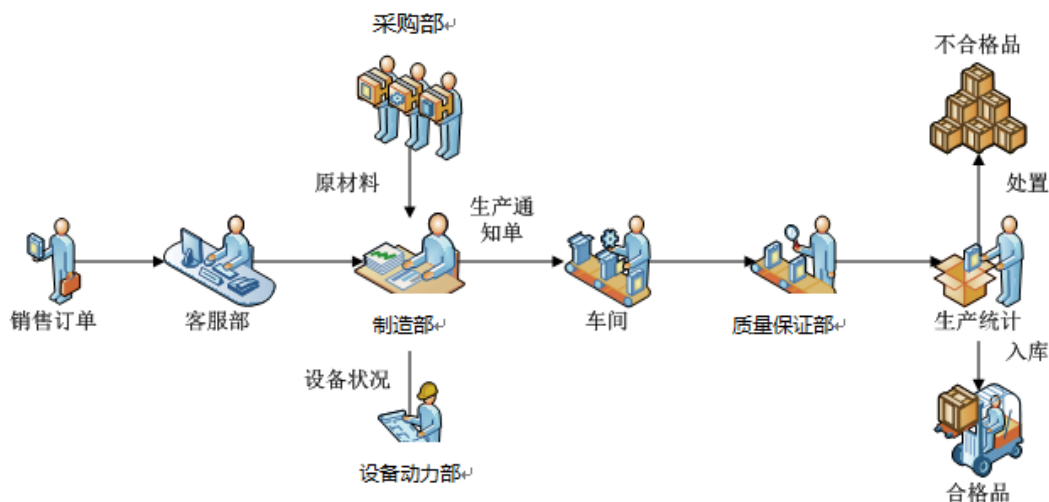 采购部
不合格品
原材料
生产通
知单
处置
销售订单
客服部
制造部
车间
质量保证部
生产统计
设备状况
入库
设备动力部
合格品